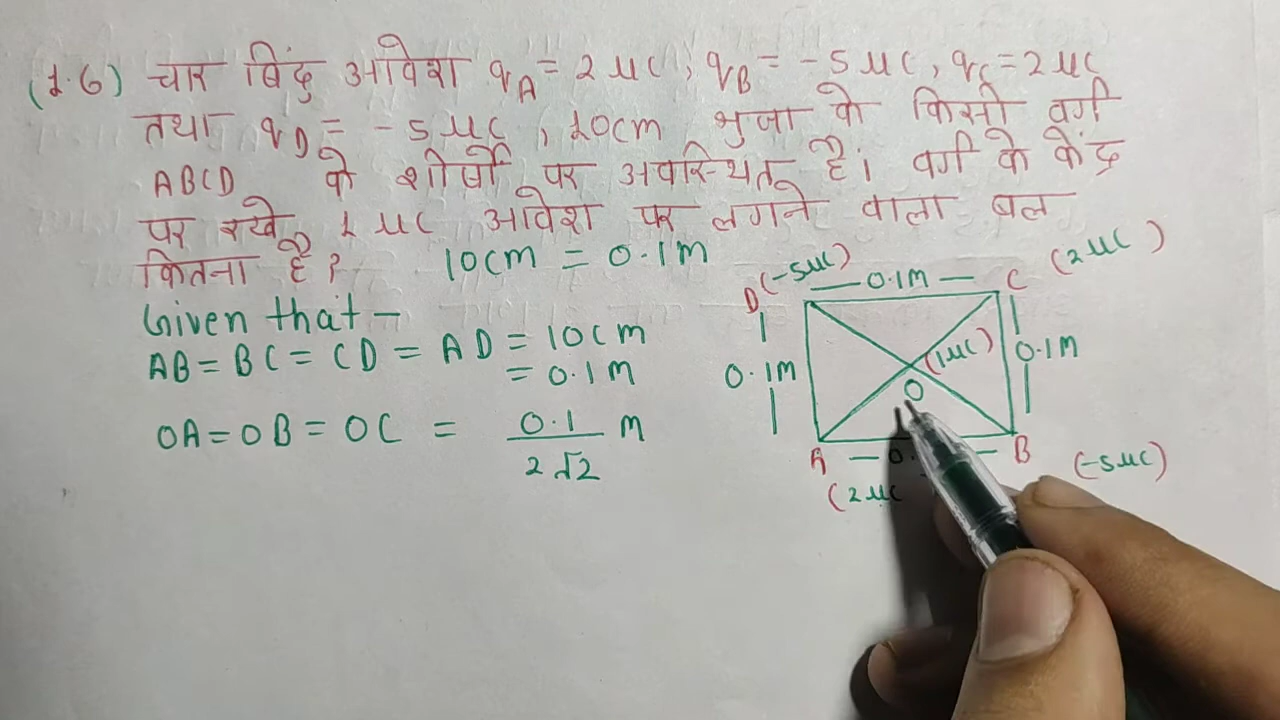 (1.6) चार बिंदु आवेश qA = 2 μC, qB = -5 μC, qC = 2 μC
तथा qD = -5 μC, 10cm भुजा के किसी वर्ग
ABCD के शीर्षों पर अवस्थित है। वर्ग के केंद्र
पर रखे 1 μC आवेश पर लगने वाला बल
कितना है?
10cm = 0.1M
Given that -
AB = BC = CD = AD = 10cm
= 0.1M
OA = OB = OC = 0.1 / 2√2 M
D (-5μC)
0.1M
C (2μC)
0.1M
(1μC)
0.1M
O
A
B
(-5μC)
(2μC